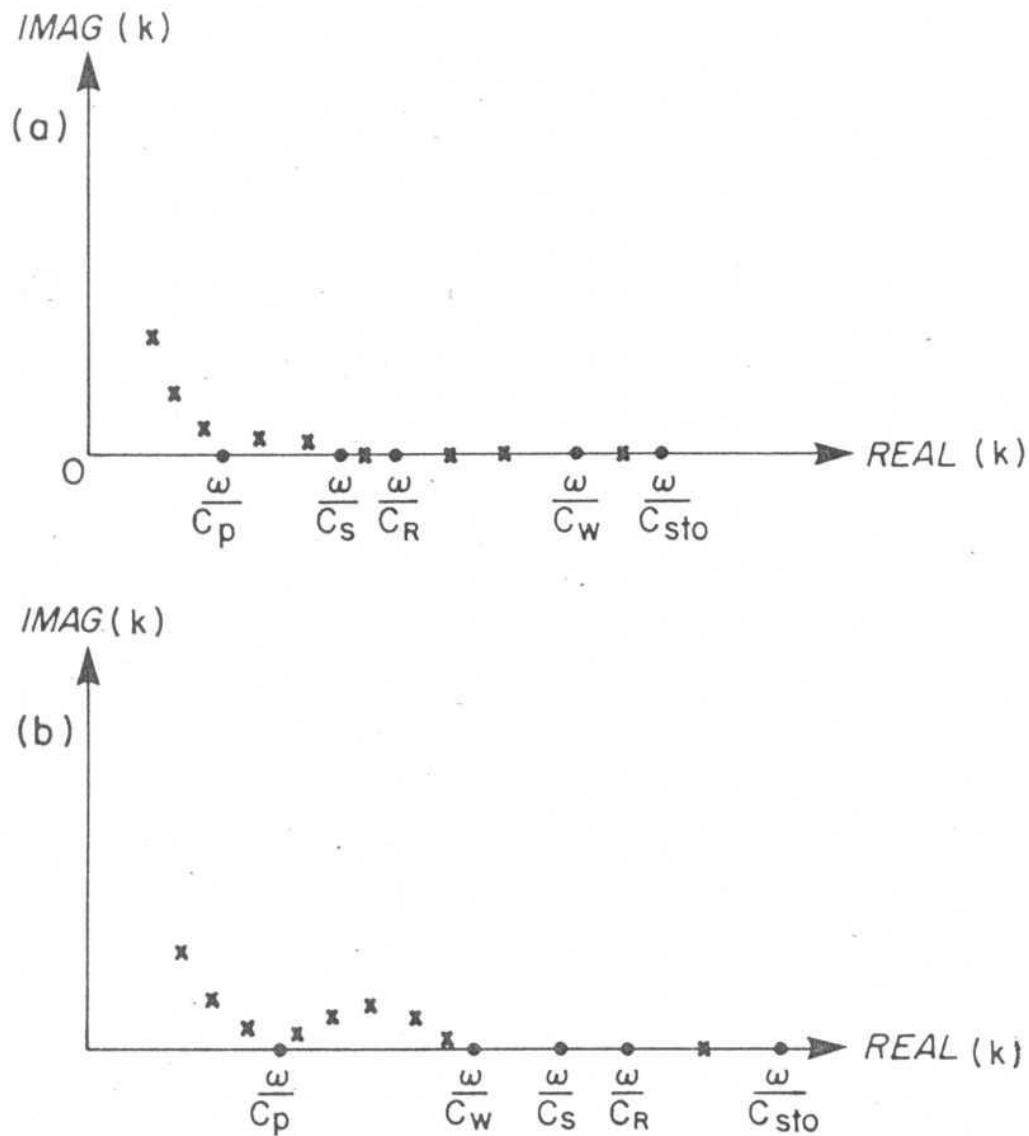 IMAG (k)
(a)
O
REAL (k)
ω/Cp ω/Cs ω/CR ω/Cw ω/Csto
IMAG (k)
(b)
REAL (k)
ω/Cp ω/Cw ω/Cs ω/CR ω/Csto